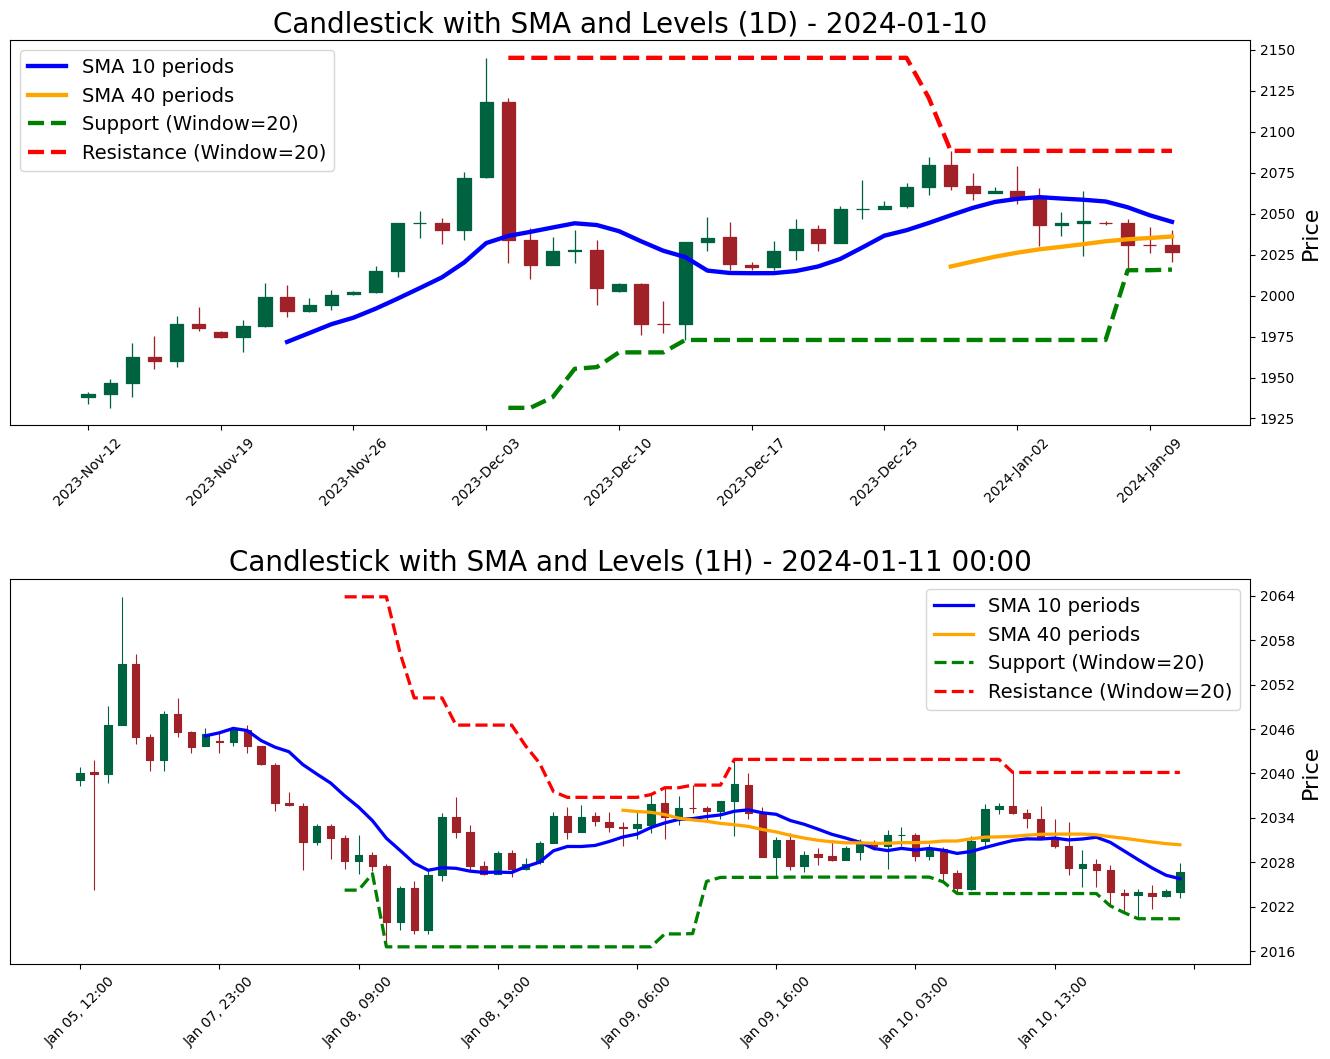 Candlestick with SMA and Levels (1D) - 2024-01-10
SMA 10 periods
SMA 40 periods
Support (Window=20)
Resistance (Window=20)
2150
2125
2100
2075
2050
2025
2000
1975
1950
1925
Price
2023-Nov-12
2023-Nov-19
2023-Nov-26
2023-Dec-03
2023-Dec-10
2023-Dec-17
2023-Dec-25
2024-Jan-02
2024-Jan-09
Candlestick with SMA and Levels (1H) - 2024-01-11 00:00
SMA 10 periods
SMA 40 periods
Support (Window=20)
Resistance (Window=20)
2064
2058
2052
2046
2040
2034
2028
2022
2016
Price
Jan 05, 12:00
Jan 07, 23:00
Jan 08, 09:00
Jan 08, 19:00
Jan 09, 06:00
Jan 09, 16:00
Jan 10, 03:00
Jan 10, 13:00